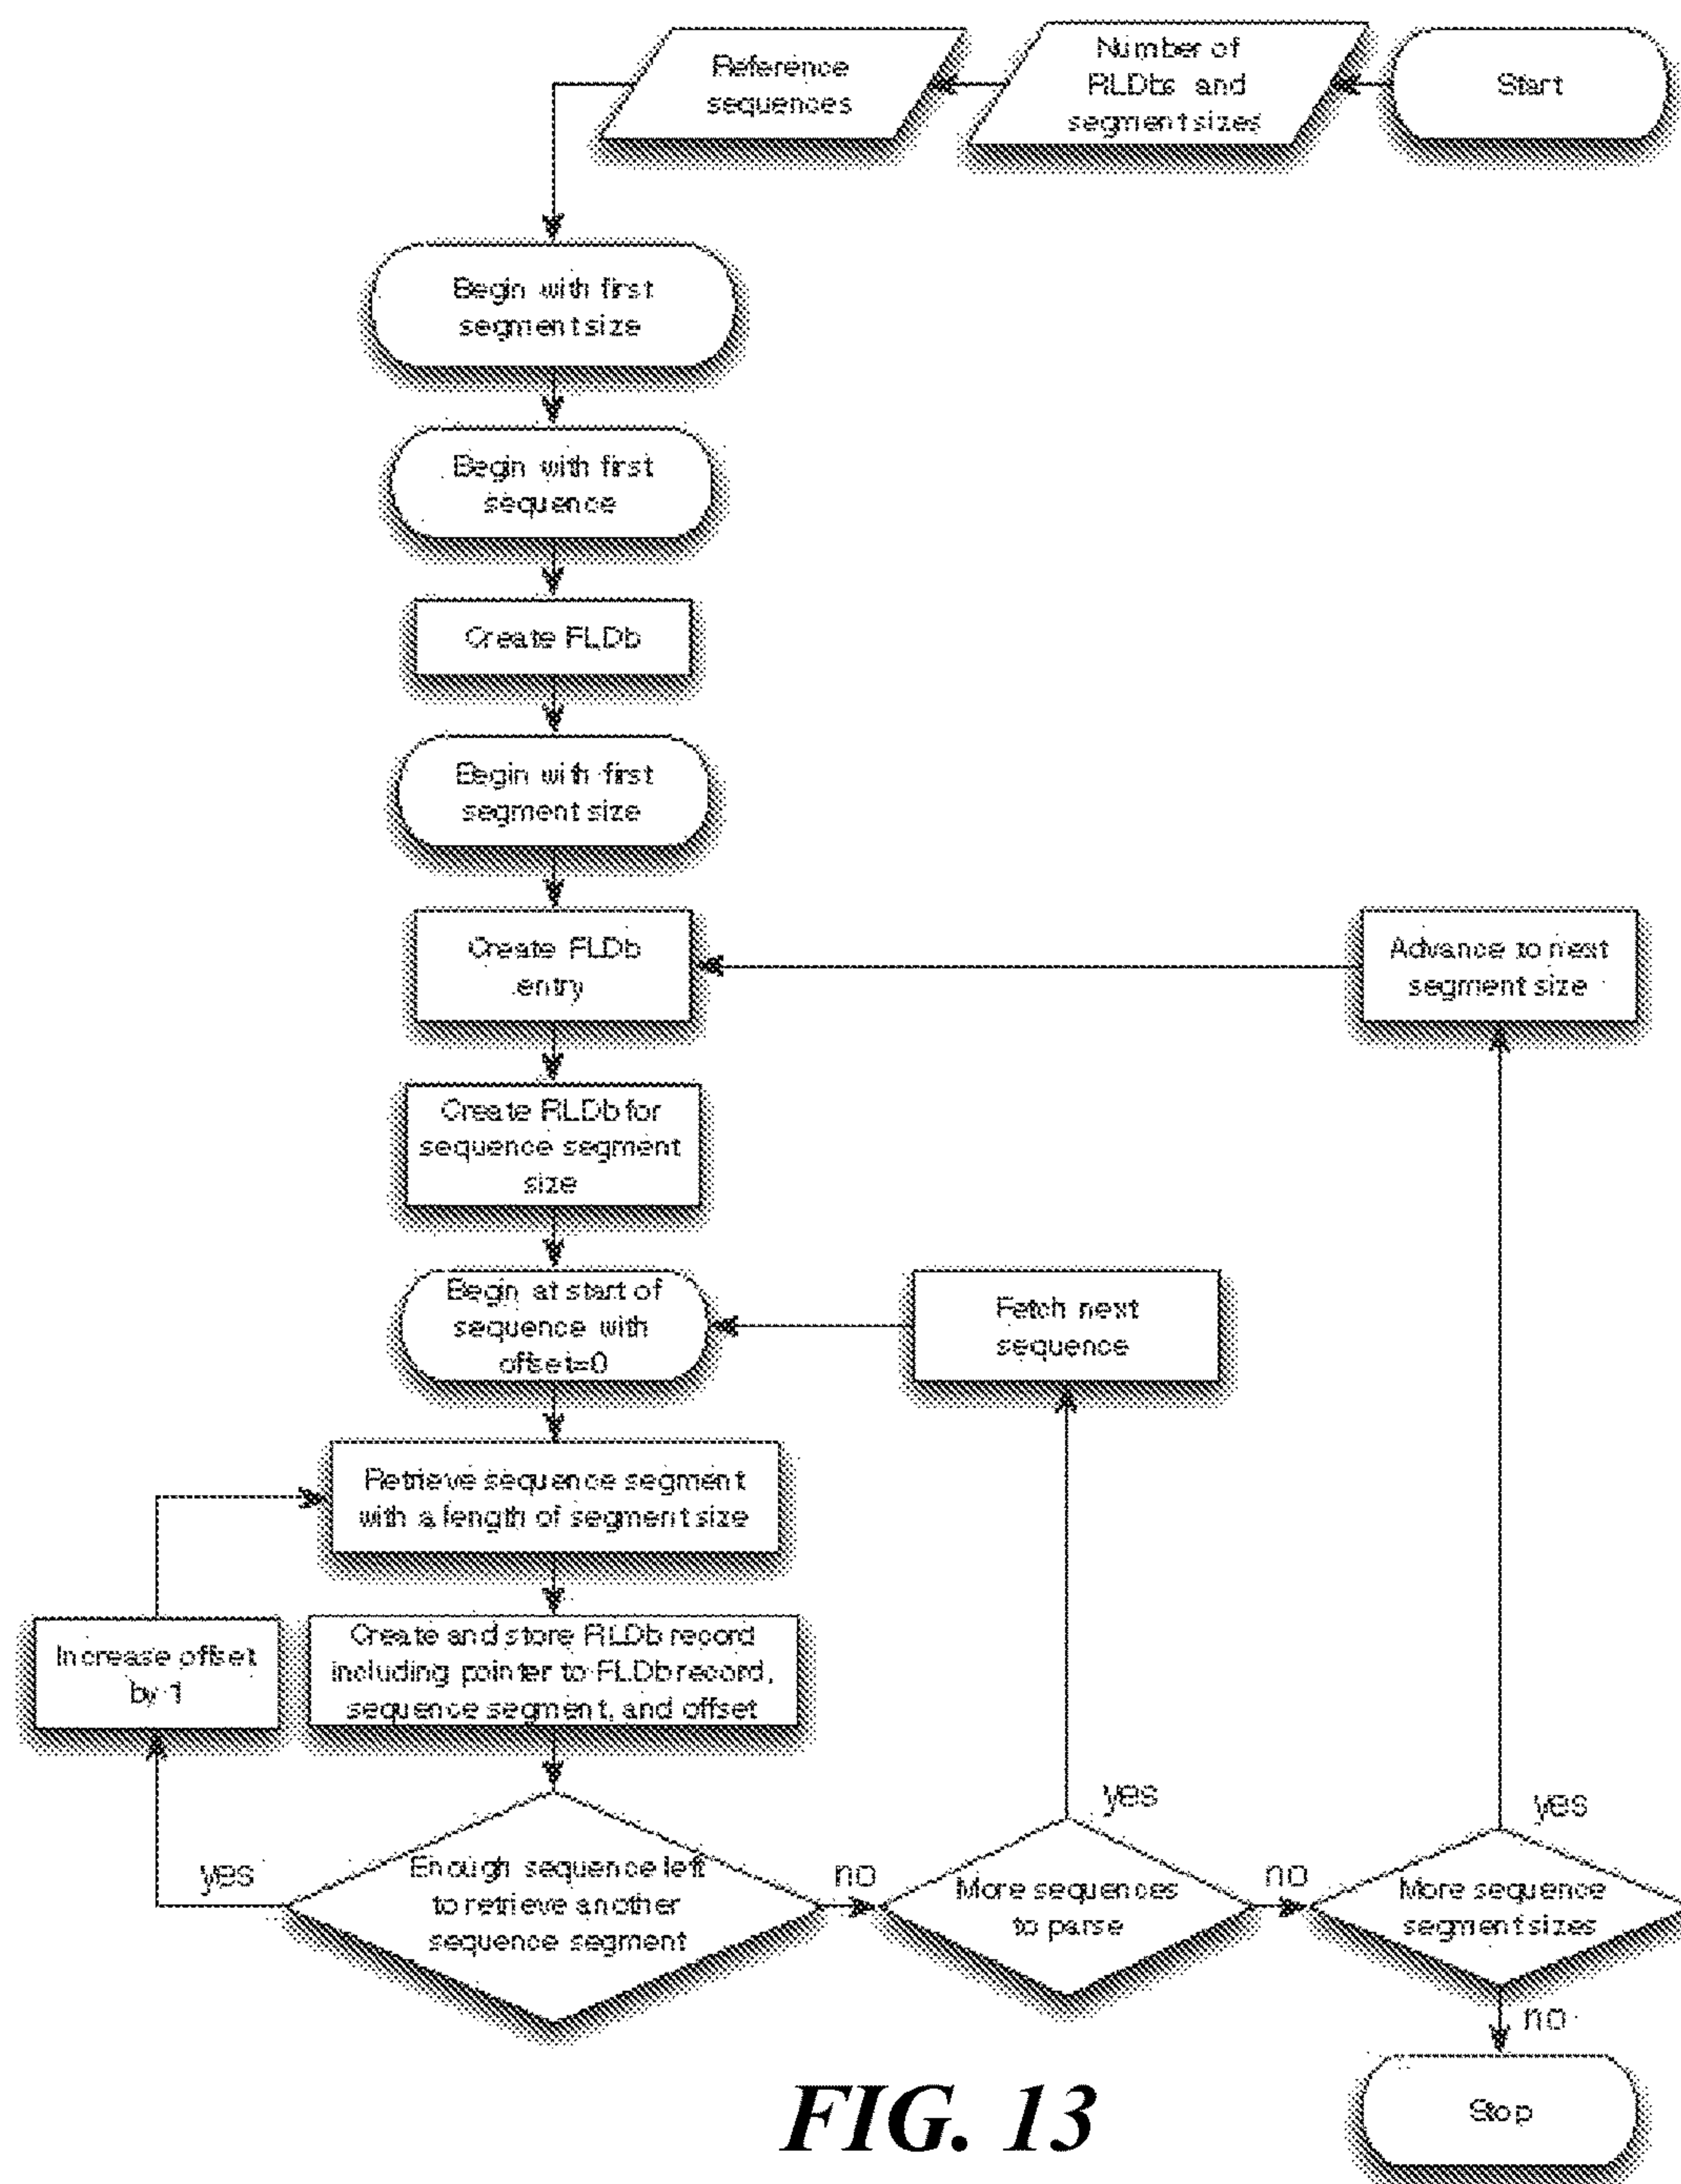 Start
Number of
RLDbs and
segment sizes
Reference
sequences
Begin with first
segment size
Begin with first
sequence
Create FLDb
Begin with first
segment size
Create FLDb
entry
Advance to next
segment size
Create RLDb for
sequence segment
size
Begin at start of
sequence with
offset=0
Fetch next
sequence
Retrieve sequence segment
with a length of segment size
Increase offset
by 1
Create and store RLDb record
including pointer to FLDb record,
sequence segment, and offset
yes
Enough sequence left
to retrieve another
sequence segment
no
yes
More sequences
to parse
no
yes
More sequence
segment sizes
no
Stop
FIG. 13